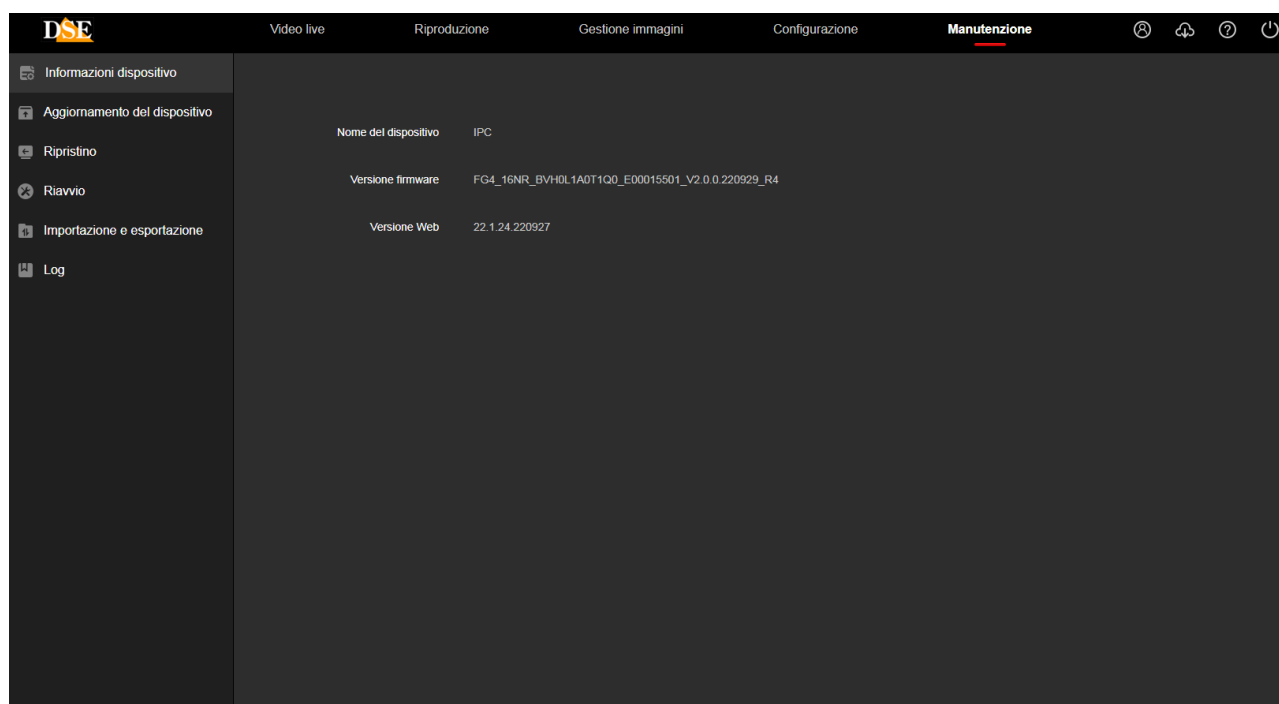 DSE
Video live
Riproduzione
Gestione immagini
Configurazione
Manutenzione
Informazioni dispositivo
Aggiornamento del dispositivo
Ripristino
Riavvio
Importazione e esportazione
Log
Nome del dispositivo IPC
Versione firmware FG4_16NR_BVH0L1A0T1Q0_E00015501_V2.0.0.220929_R4
Versione Web 22.1.24.220927